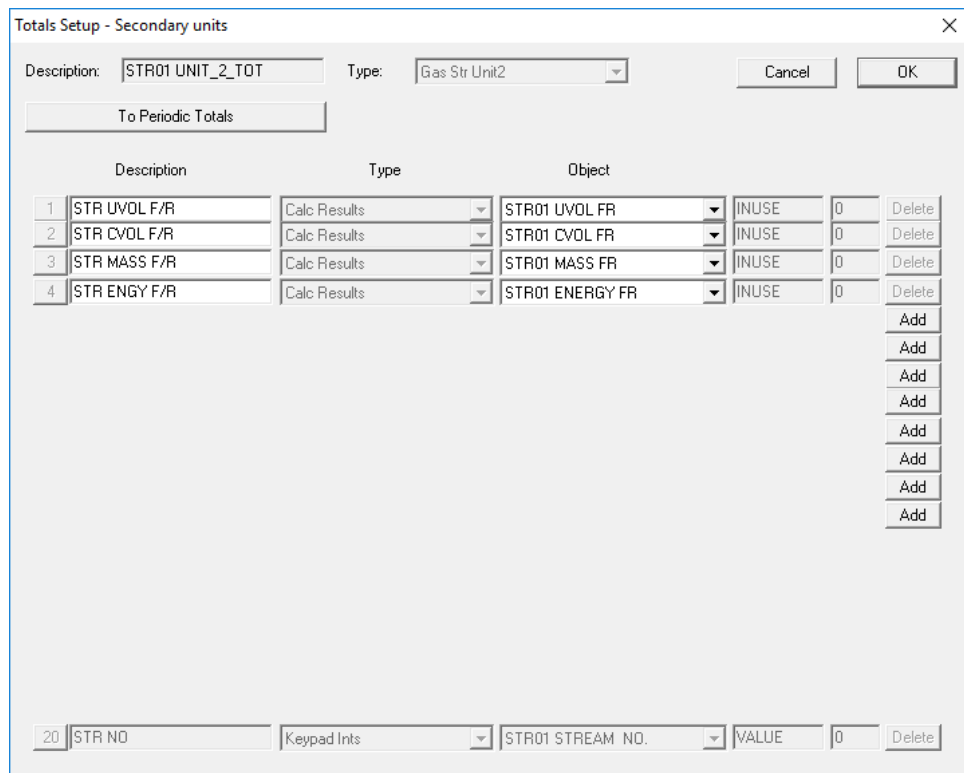 Totals Setup - Secondary units
Description: STR01 UNIT_2_TOT Type: Gas Str Unit2 Cancel OK
To Periodic Totals
Description Type Object
1 STR UVOL F/R Calc Results STR01 UVOL FR INUSE 0 Delete
2 STR CVOL F/R Calc Results STR01 CVOL FR INUSE 0 Delete
3 STR MASS F/R Calc Results STR01 MASS FR INUSE 0 Delete
4 STR ENGY F/R Calc Results STR01 ENERGY FR INUSE 0 Delete
Add
Add
Add
Add
Add
Add
Add
Add
20 STR NO Keypad Ints STR01 STREAM NO. VALUE 0 Delete